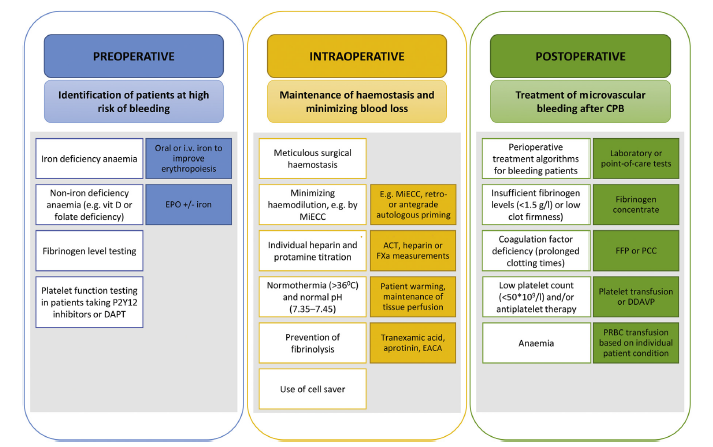 PREOPERATIVE
Identification of patients at high
risk of bleeding
Iron deficiency anaemia
Oral or i.v. iron to
improve
erythropoiesis
Non-iron deficiency
anaemia (e.g. vit D or
folate deficiency)
EPO +/- iron
Fibrinogen level testing
Platelet function testing
in patients taking P2Y12
inhibitors or DAPT
INTRAOPERATIVE
Maintenance of haemostasis and
minimizing blood loss
Meticulous surgical
haemostasis
Minimizing
haemodilution, e.g. by
MiECC
E.g. MiECC, retro-
or antegrade
autologous priming
Individual heparin and
protamine titration
ACT, heparin or
FXa measurements
Normothermia (>36⁰C)
and normal pH
(7.35–7.45)
Patient warming,
maintenance of
tissue perfusion
Prevention of
fibrinolysis
Tranexamic acid,
aprotinin, EACA
Use of cell saver
POSTOPERATIVE
Treatment of microvascular
bleeding after CPB
Perioperative
treatment algorithms
for bleeding patients
Laboratory or
point-of-care tests
Insufficient fibrinogen
levels (<1.5 g/l) or low
clot firmness)
Fibrinogen
concentrate
Coagulation factor
deficiency (prolonged
clotting times)
FFP or PCC
Low platelet count
(<50*10⁹/l) and/or
antiplatelet therapy
Platelet transfusion
or DDAVP
Anaemia
PRBC transfusion
based on individual
patient condition